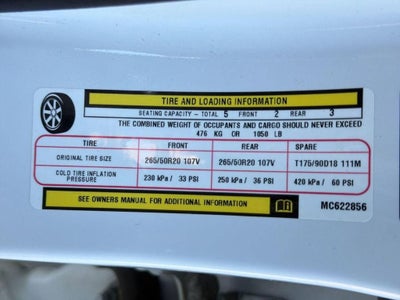 TIRE AND LOADING INFORMATION
SEATING CAPACITY - TOTAL 5 FRONT 2 REAR 3
THE COMBINED WEIGHT OF OCCUPANTS AND CARGO SHOULD NEVER EXCEED
476 KG OR 1050 LB
TIRE FRONT REAR SPARE
ORIGINAL TIRE SIZE 265/50R20 107V 265/50R20 107V T175/90D18 111M
COLD TIRE INFLATION PRESSURE 230 kPa / 33 PSI 250 kPa / 36 PSI 420 kPa / 60 PSI
SEE OWNERS MANUAL FOR ADDITIONAL INFORMATION MC622856